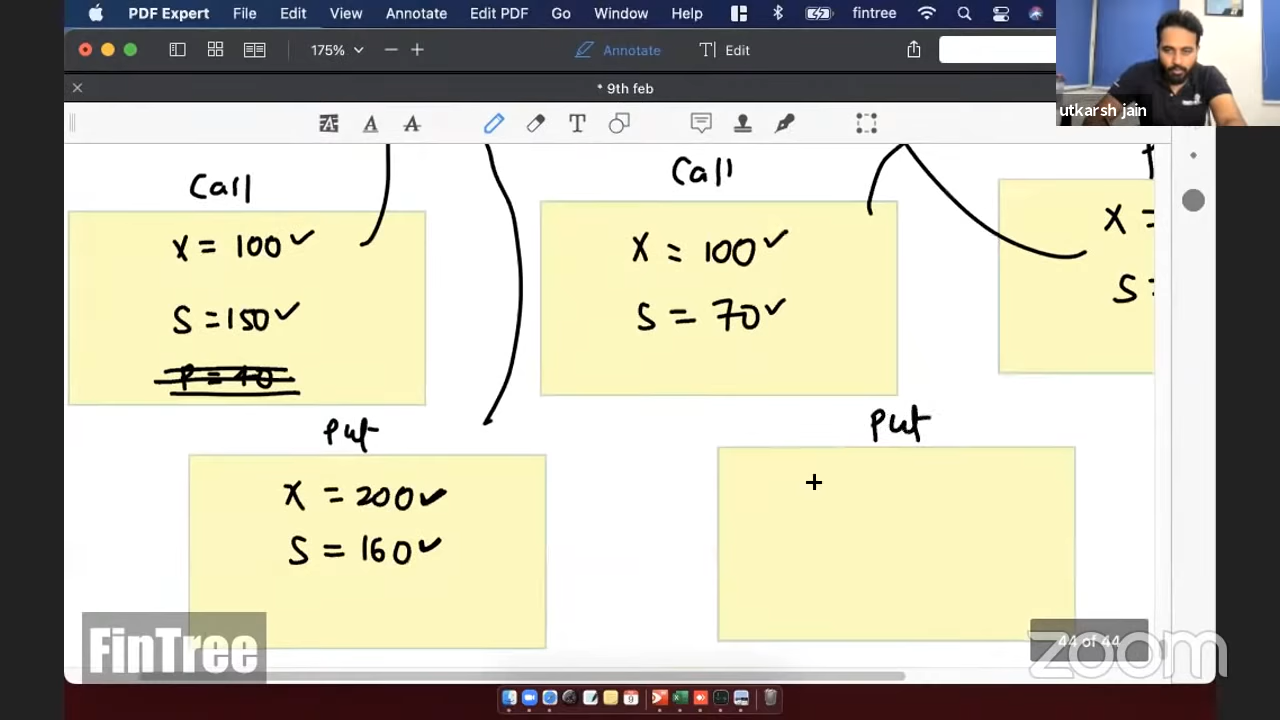 PDF Expert File Edit View Annotate Edit PDF Go Window Help fintree
175% Annotate Edit
utkarsh jain
* 9th feb
Call
X = 100 ✓
S = 150 ✓
P = 40
Call
X = 100 ✓
S = 70 ✓
X =
S =
Put
X = 200 ✓
S = 160 ✓
Put
44 of 44
FinTree
zoom